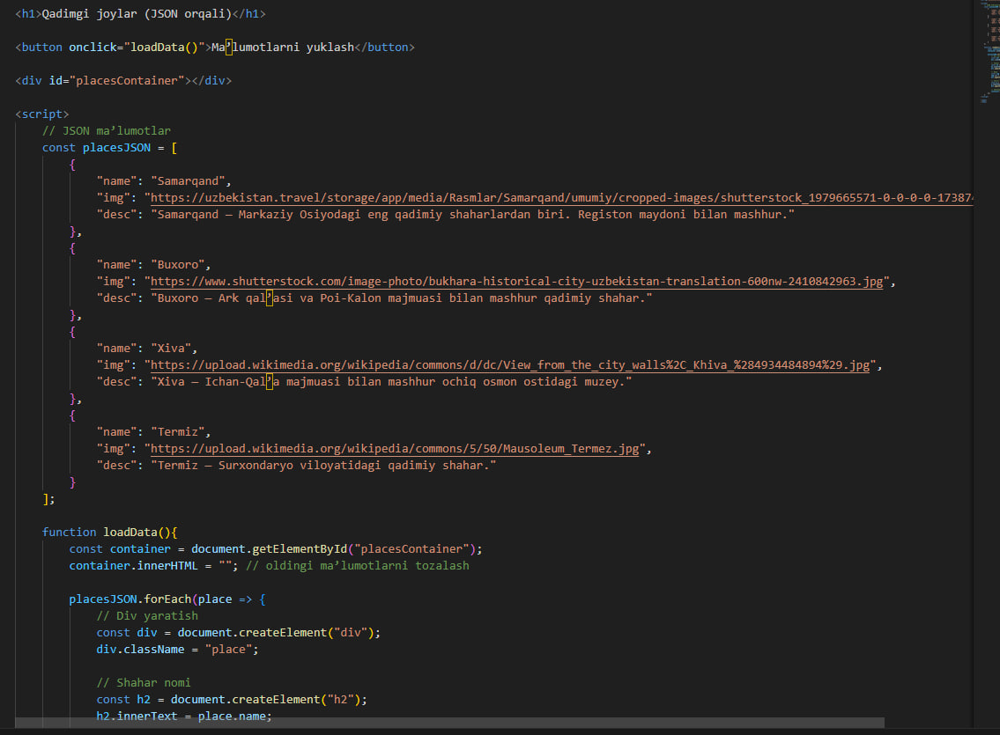 <h1>Qadimgi joylar (JSON orqali)</h1>
<button onclick="loadData()">Ma’lumotlarni yuklash</button>
<div id="placesContainer"></div>
<script>
// JSON ma’lumotlar
const placesJSON = [
{
"name": "Samarqand",
"img": "https://uzbekistan.travel/storage/app/media/Rasmlar/Samarqand/umumiy/cropped-images/shutterstock_1979665571-0-0-0-0-17387
"desc": "Samarqand — Markaziy Osiyodagi eng qadimiy shaharlardan biri. Registon maydoni bilan mashhur."
},
{
"name": "Buxoro",
"img": "https://www.shutterstock.com/image-photo/bukhara-historical-city-uzbekistan-translation-600nw-2410842963.jpg",
"desc": "Buxoro — Ark qal’asi va Poi-Kalon majmuasi bilan mashhur qadimiy shahar."
},
{
"name": "Xiva",
"img": "https://upload.wikimedia.org/wikipedia/commons/d/dc/View_from_the_city_walls%2C_Khiva_%284934484894%29.jpg",
"desc": "Xiva — Ichan-Qal’a majmuasi bilan mashhur ochiq osmon ostidagi muzey."
},
{
"name": "Termiz",
"img": "https://upload.wikimedia.org/wikipedia/commons/5/50/Mausoleum_Termez.jpg",
"desc": "Termiz — Surxondaryo viloyatidagi qadimiy shahar."
}
];
function loadData(){
const container = document.getElementById("placesContainer");
container.innerHTML = ""; // oldingi ma’lumotlarni tozalash
placesJSON.forEach(place => {
// Div yaratish
const div = document.createElement("div");
div.className = "place";
// Shahar nomi
const h2 = document.createElement("h2");
h2.innerText = place.name;